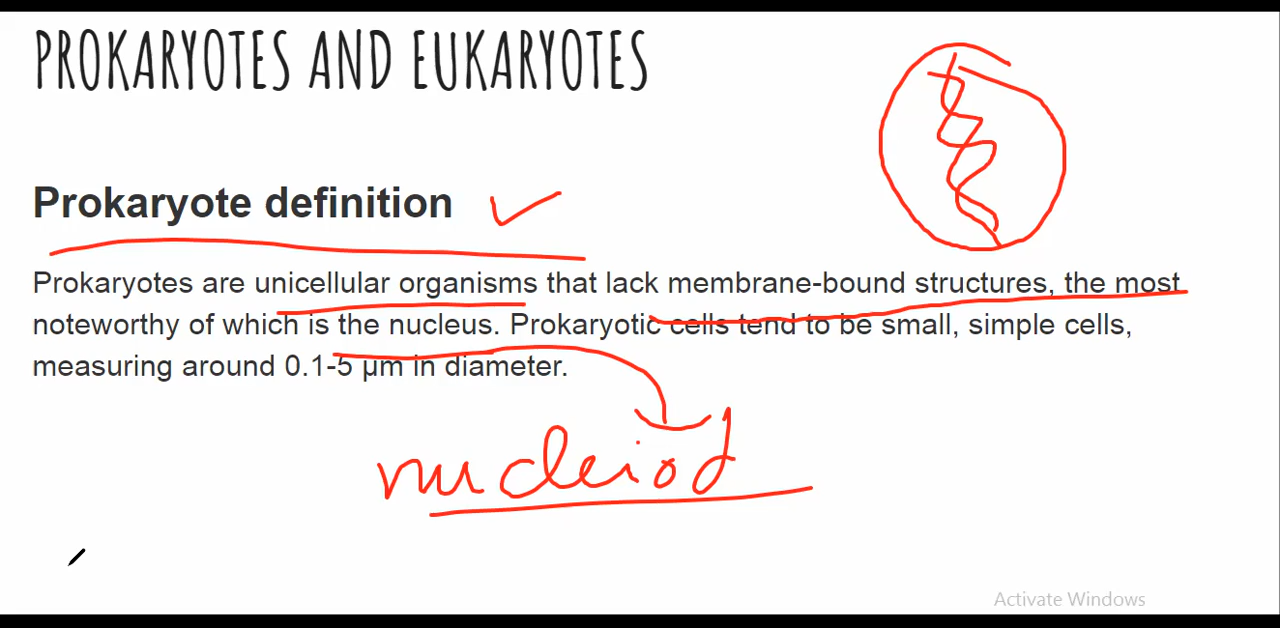 PROKARYOTES AND EUKARYOTES
Prokaryote definition
Prokaryotes are unicellular organisms that lack membrane-bound structures, the most
noteworthy of which is the nucleus. Prokaryotic cells tend to be small, simple cells,
measuring around 0.1-5 μm in diameter.
nucleiod
Activate Windows